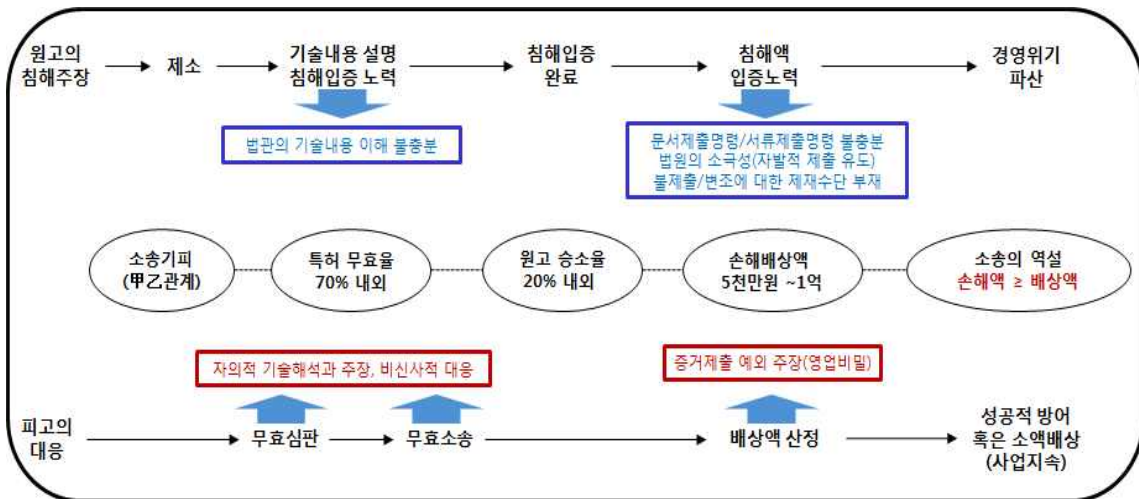 원고의
침해주장
제소
기술내용 설명
침해입증 노력
침해입증
완료
침해액
입증노력
경영위기
파산
법관의 기술내용 이해 불충분
문서제출명령/서류제출명령 불충분
법원의 소극성(자발적 제출 유도)
불제출/변조에 대한 제재수단 부재
소송기피
(甲乙관계)
특허 무효율
70% 내외
원고 승소율
20% 내외
손해배상액
5천만원 ~1억
소송의 역설
손해액 ≥ 배상액
자의적 기술해석과 주장, 비신사적 대응
증거제출 예외 주장(영업비밀)
피고의
대응
무효심판
무효소송
배상액 산정
성공적 방어
혹은 소액배상
(사업지속)